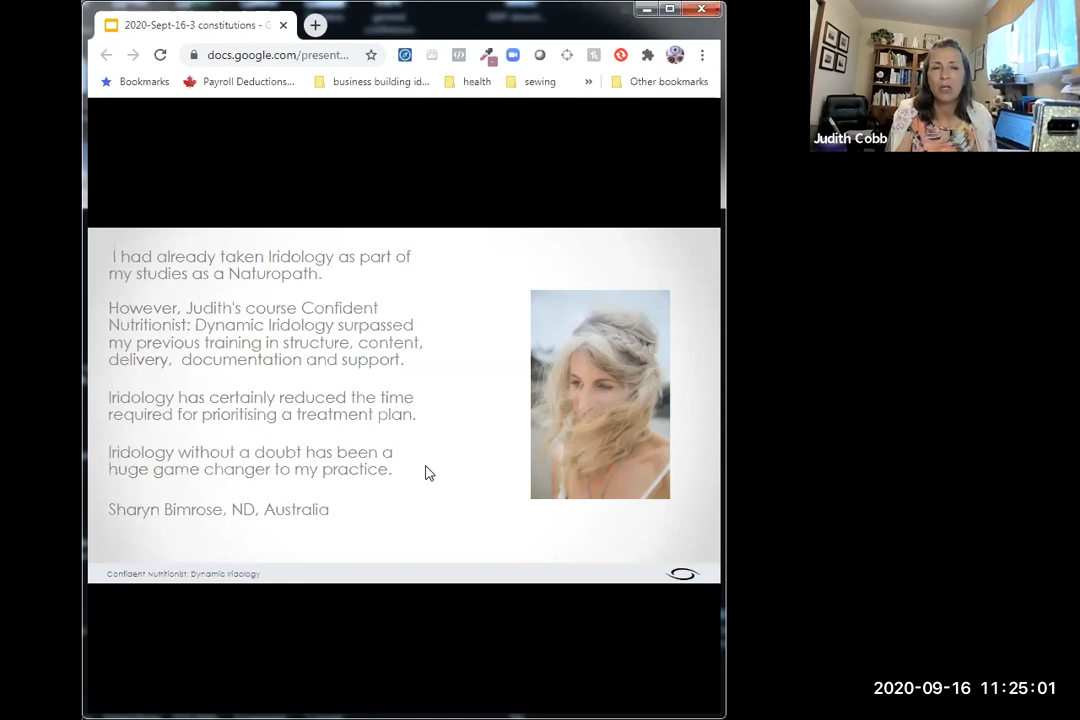 2020-Sept-16-3 constitutions - G
docs.google.com/present...
Bookmarks
Payroll Deductions...
business building id...
health
sewing
»
Other bookmarks
Judith Cobb
I had already taken Iridology as part of
my studies as a Naturopath.
However, Judith's course Confident
Nutritionist: Dynamic Iridology surpassed
my previous training in structure, content,
delivery, documentation and support.
Iridology has certainly reduced the time
required for prioritising a treatment plan.
Iridology without a doubt has been a
huge game changer to my practice.
Sharyn Bimrose, ND, Australia
Confident Nutritionist: Dynamic Iridology
2020-09-16 11:25:01